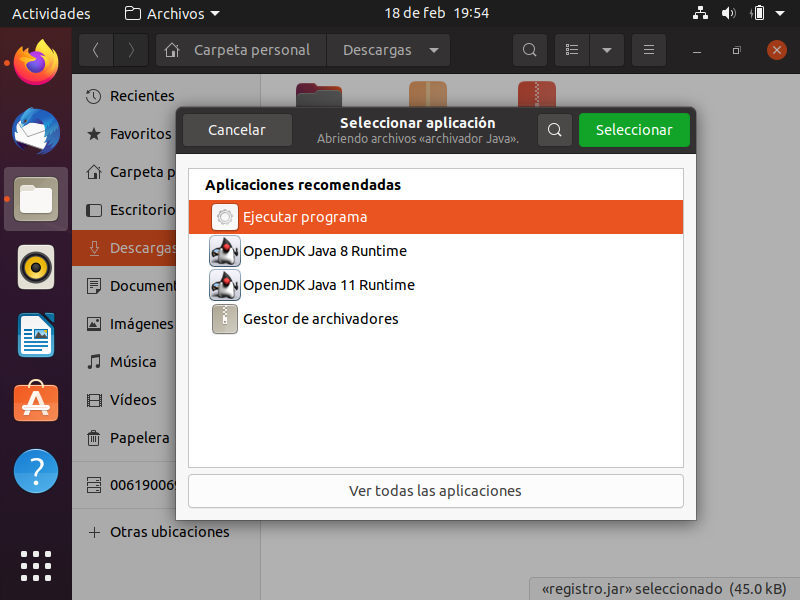 Actividades
Archivos
18 de feb 19:54
Carpeta personal
Descargas
Recientes
Favoritos
Carpeta p
Escritorio
Descargas
Document
Imágenes
Música
Vídeos
Papelera
Otras ubicaciones
Cancelar
Seleccionar aplicación
Abriendo archivos «archivador Java».
Seleccionar
Aplicaciones recomendadas
Ejecutar programa
OpenJDK Java 8 Runtime
OpenJDK Java 11 Runtime
Gestor de archivadores
Ver todas las aplicaciones
«registro.jar» seleccionado (45.0 kB)